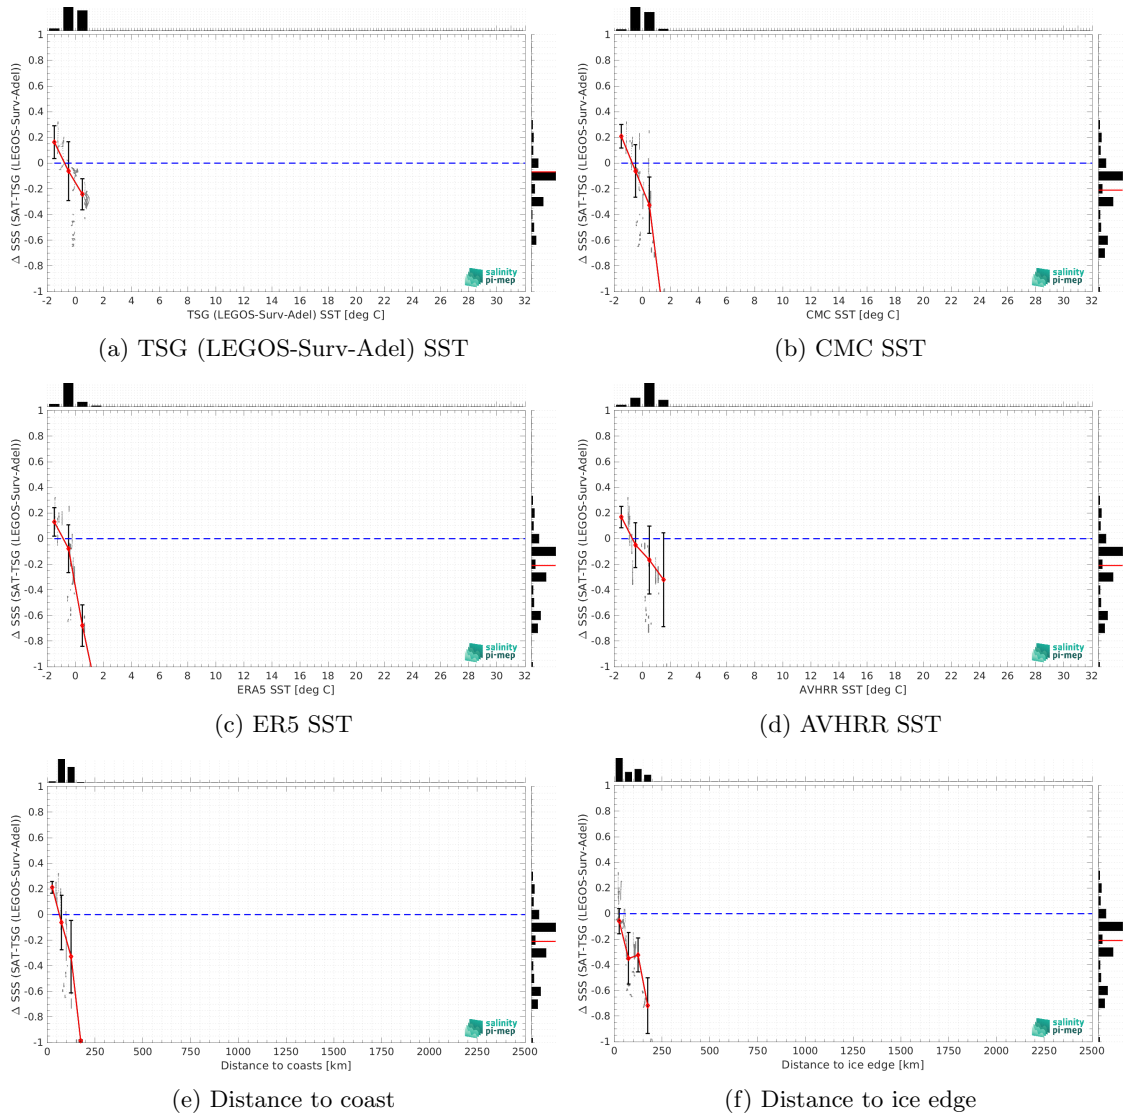 1
0.8
0.6
0.4
0.2
0
-0.2
-0.4
-0.6
-0.8
-1
Δ SSS (SAT-TSG (LEGOS-Surv-Adel))
salinity
pi-mep
-2 0 2 4 6 8 10 12 14 16 18 20 22 24 26 28 30 32
TSG (LEGOS-Surv-Adel) SST [deg C]
(a) TSG (LEGOS-Surv-Adel) SST
1
0.8
0.6
0.4
0.2
0
-0.2
-0.4
-0.6
-0.8
-1
Δ SSS (SAT-TSG (LEGOS-Surv-Adel))
salinity
pi-mep
-2 0 2 4 6 8 10 12 14 16 18 20 22 24 26 28 30 32
CMC SST [deg C]
(b) CMC SST
1
0.8
0.6
0.4
0.2
0
-0.2
-0.4
-0.6
-0.8
-1
Δ SSS (SAT-TSG (LEGOS-Surv-Adel))
salinity
pi-mep
-2 0 2 4 6 8 10 12 14 16 18 20 22 24 26 28 30 32
ERA5 SST [deg C]
(c) ER5 SST
1
0.8
0.6
0.4
0.2
0
-0.2
-0.4
-0.6
-0.8
-1
Δ SSS (SAT-TSG (LEGOS-Surv-Adel))
salinity
pi-mep
-2 0 2 4 6 8 10 12 14 16 18 20 22 24 26 28 30 32
AVHRR SST [deg C]
(d) AVHRR SST
1
0.8
0.6
0.4
0.2
0
-0.2
-0.4
-0.6
-0.8
-1
Δ SSS (SAT-TSG (LEGOS-Surv-Adel))
salinity
pi-mep
0 250 500 750 1000 1250 1500 1750 2000 2250 2500
Distance to coasts [km]
(e) Distance to coast
1
0.8
0.6
0.4
0.2
0
-0.2
-0.4
-0.6
-0.8
-1
Δ SSS (SAT-TSG (LEGOS-Surv-Adel))
salinity
pi-mep
0 250 500 750 1000 1250 1500 1750 2000 2250 2500
Distance to ice edge [km]
(f) Distance to ice edge